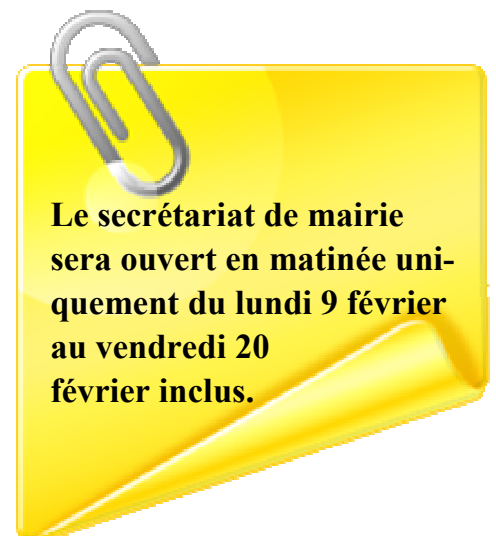 Le secrétariat de mairie
sera ouvert en matinée uni-
quement du lundi 9 février
au vendredi 20
février inclus.